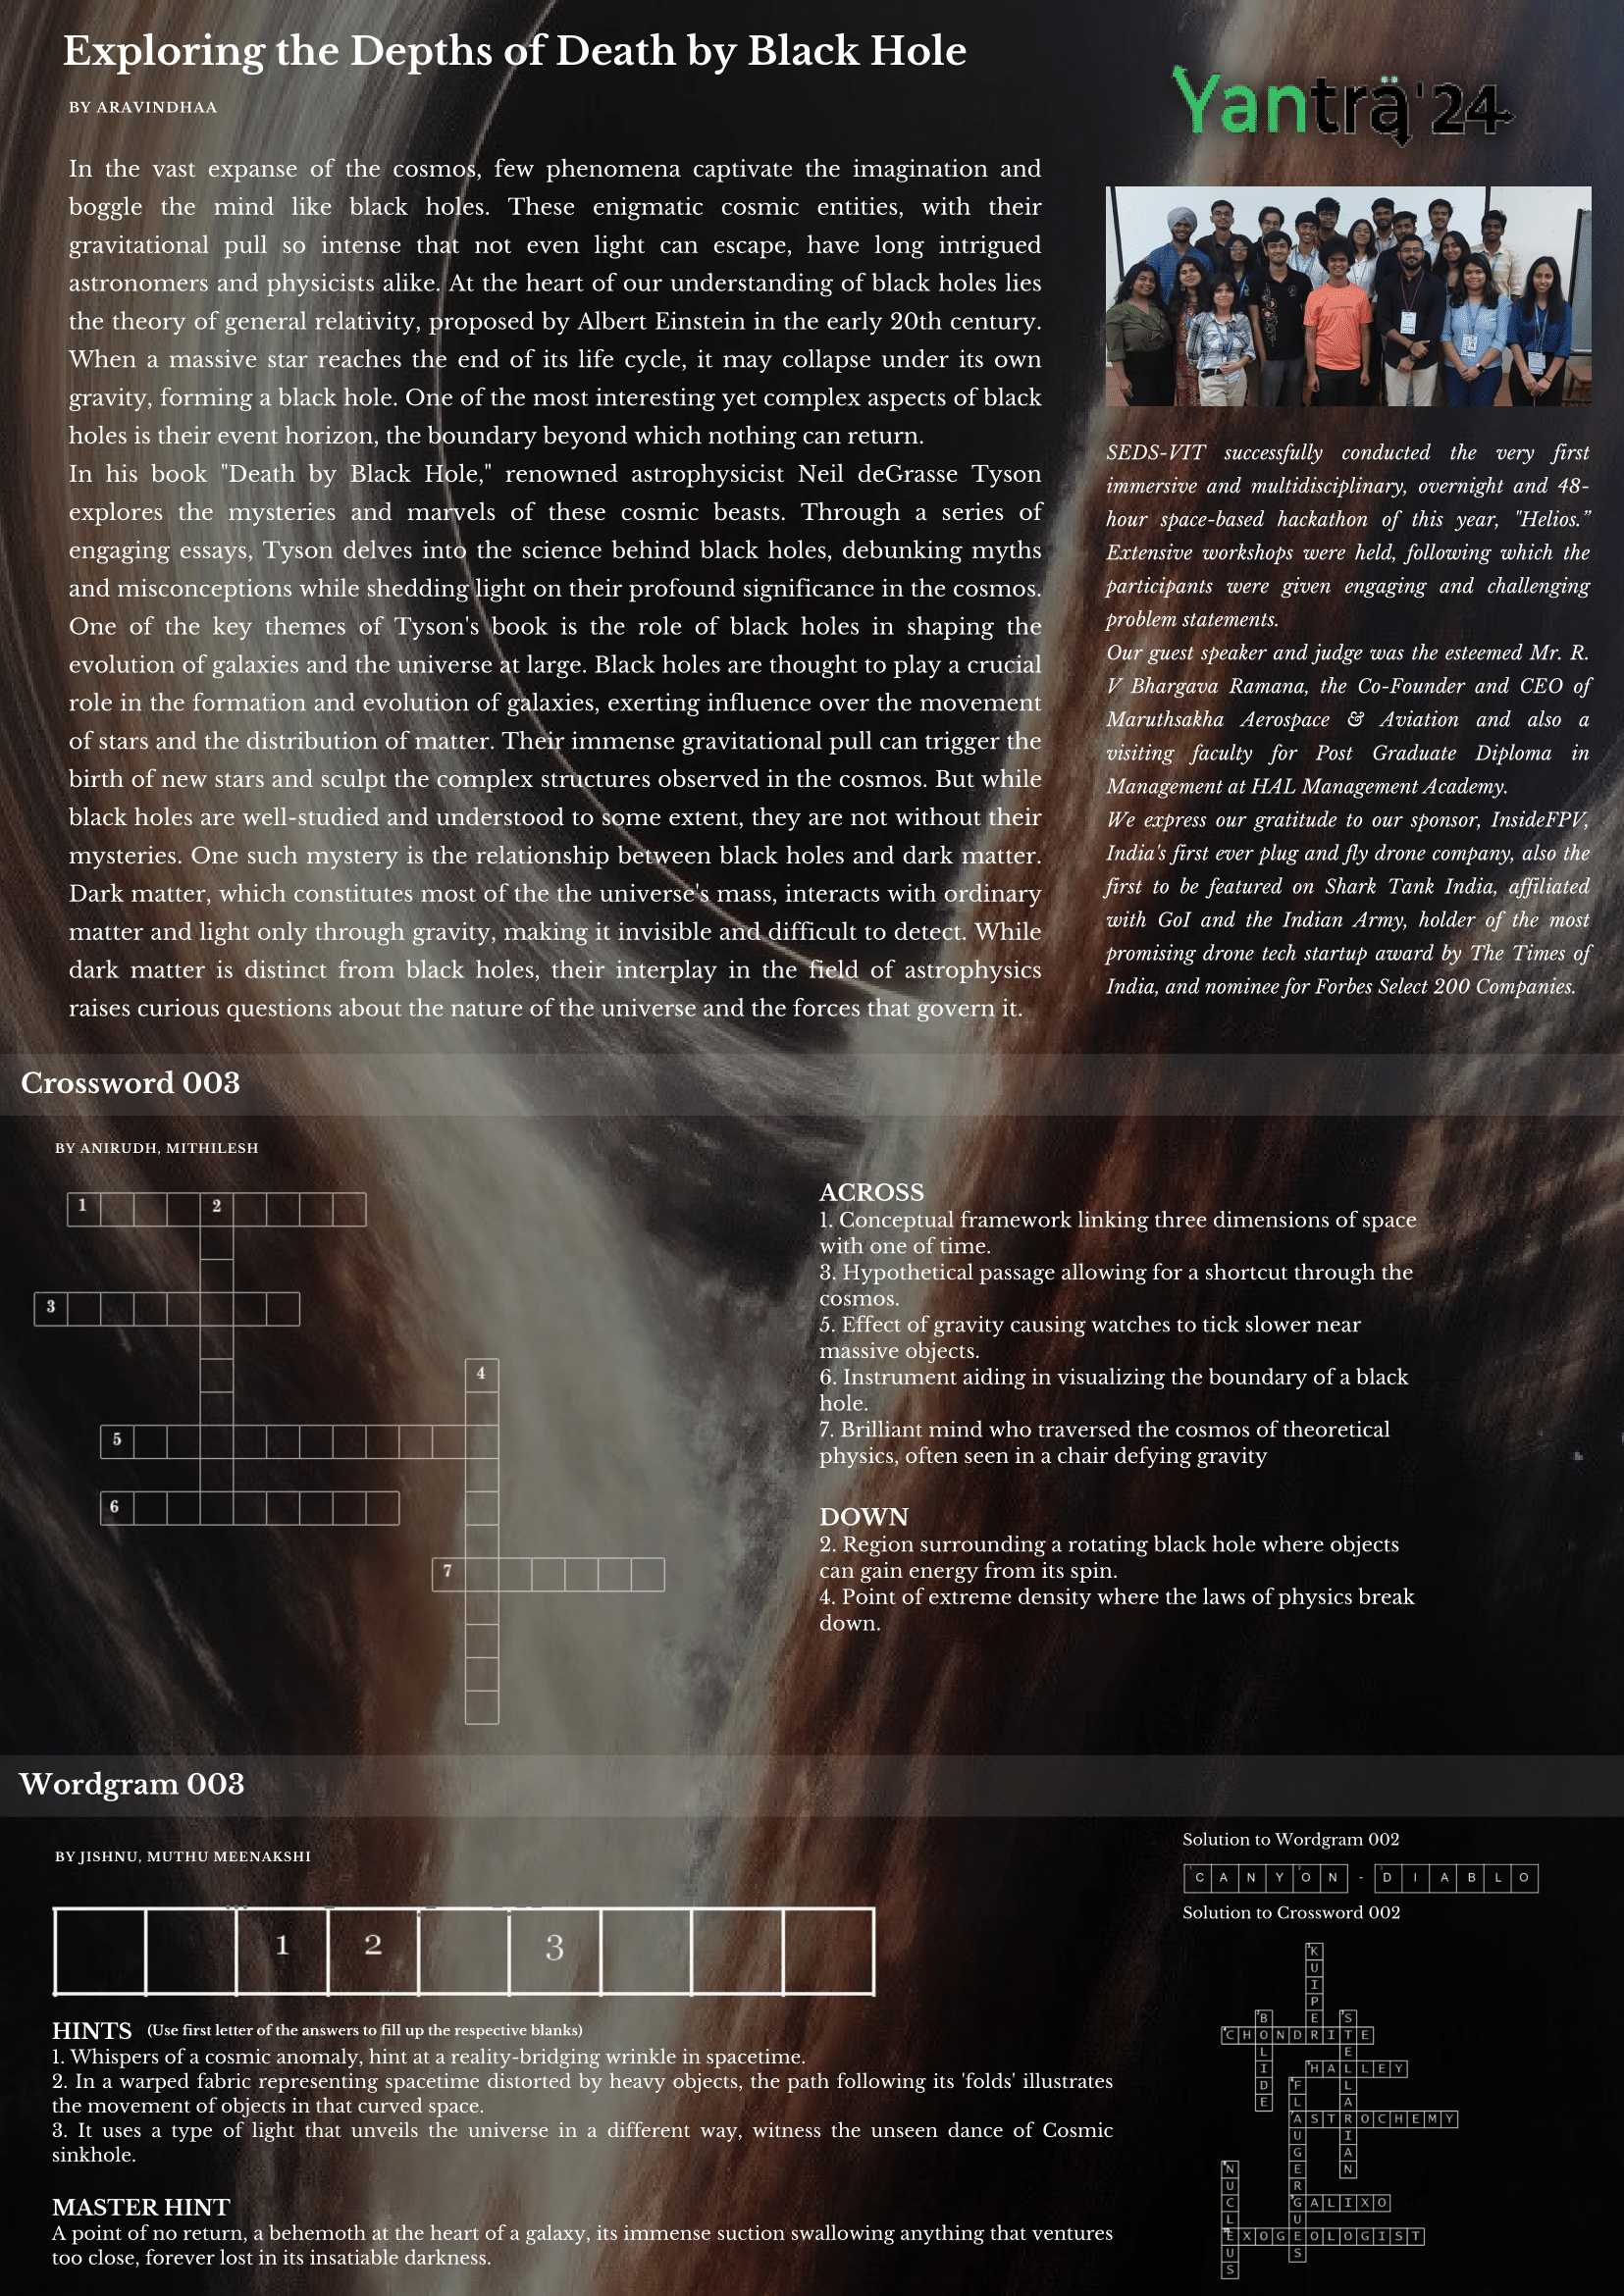 Exploring the Depths of Death by Black Hole
BY ARAVINDHAA
In the vast expanse of the cosmos, few phenomena captivate the imagination and
boggle the mind like black holes. These enigmatic cosmic entities, with their
gravitational pull so intense that not even light can escape, have long intrigued
astronomers and physicists alike. At the heart of our understanding of black holes lies
the theory of general relativity, proposed by Albert Einstein in the early 20th century.
When a massive star reaches the end of its life cycle, it may collapse under its own
gravity, forming a black hole. One of the most interesting yet complex aspects of black
holes is their event horizon, the boundary beyond which nothing can return.
In his book "Death by Black Hole," renowned astrophysicist Neil deGrasse Tyson
explores the mysteries and marvels of these cosmic beasts. Through a series of
engaging essays, Tyson delves into the science behind black holes, debunking myths
and misconceptions while shedding light on their profound significance in the cosmos.
One of the key themes of Tyson's book is the role of black holes in shaping the
evolution of galaxies and the universe at large. Black holes are thought to play a crucial
role in the formation and evolution of galaxies, exerting influence over the movement
of stars and the distribution of matter. Their immense gravitational pull can trigger the
birth of new stars and sculpt the complex structures observed in the cosmos. But while
black holes are well-studied and understood to some extent, they are not without their
mysteries. One such mystery is the relationship between black holes and dark matter.
Dark matter, which constitutes most of the the universe's mass, interacts with ordinary
matter and light only through gravity, making it invisible and difficult to detect. While
dark matter is distinct from black holes, their interplay in the field of astrophysics
raises curious questions about the nature of the universe and the forces that govern it.
Yanträ'24
SEDS-VIT successfully conducted the very first
immersive and multidisciplinary, overnight and 48-
hour space-based hackathon of this year, "Helios.”
Extensive workshops were held, following which the
participants were given engaging and challenging
problem statements.
Our guest speaker and judge was the esteemed Mr. R.
V Bhargava Ramana, the Co-Founder and CEO of
Maruthsakha Aerospace & Aviation and also a
visiting faculty for Post Graduate Diploma in
Management at HAL Management Academy.
We express our gratitude to our sponsor, InsideFPV,
India's first ever plug and fly drone company, also the
first to be featured on Shark Tank India, affiliated
with GoI and the Indian Army, holder of the most
promising drone tech startup award by The Times of
India, and nominee for Forbes Select 200 Companies.
Crossword 003
BY ANIRUDH, MITHILESH
1 2
3
4
5
6
7
ACROSS
1. Conceptual framework linking three dimensions of space
with one of time.
3. Hypothetical passage allowing for a shortcut through the
cosmos.
5. Effect of gravity causing watches to tick slower near
massive objects.
6. Instrument aiding in visualizing the boundary of a black
hole.
7. Brilliant mind who traversed the cosmos of theoretical
physics, often seen in a chair defying gravity
DOWN
2. Region surrounding a rotating black hole where objects
can gain energy from its spin.
4. Point of extreme density where the laws of physics break
down.
Wordgram 003
BY JISHNU, MUTHU MEENAKSHI
1 2 3
HINTS (Use first letter of the answers to fill up the respective blanks)
1. Whispers of a cosmic anomaly, hint at a reality-bridging wrinkle in spacetime.
2. In a warped fabric representing spacetime distorted by heavy objects, the path following its 'folds' illustrates
the movement of objects in that curved space.
3. It uses a type of light that unveils the universe in a different way, witness the unseen dance of Cosmic
sinkhole.
MASTER HINT
A point of no return, a behemoth at the heart of a galaxy, its immense suction swallowing anything that ventures
too close, forever lost in its insatiable darkness.
Solution to Wordgram 002
CANYON - DIABLO
Solution to Crossword 002
KUIPER
BOLIDE
STELLARIAN
CHONDRITE
HALLEY
FLAUGERGUES
ASTROCHEMY
NUCLEUS
GALIXO
EXOGEOLOGIST